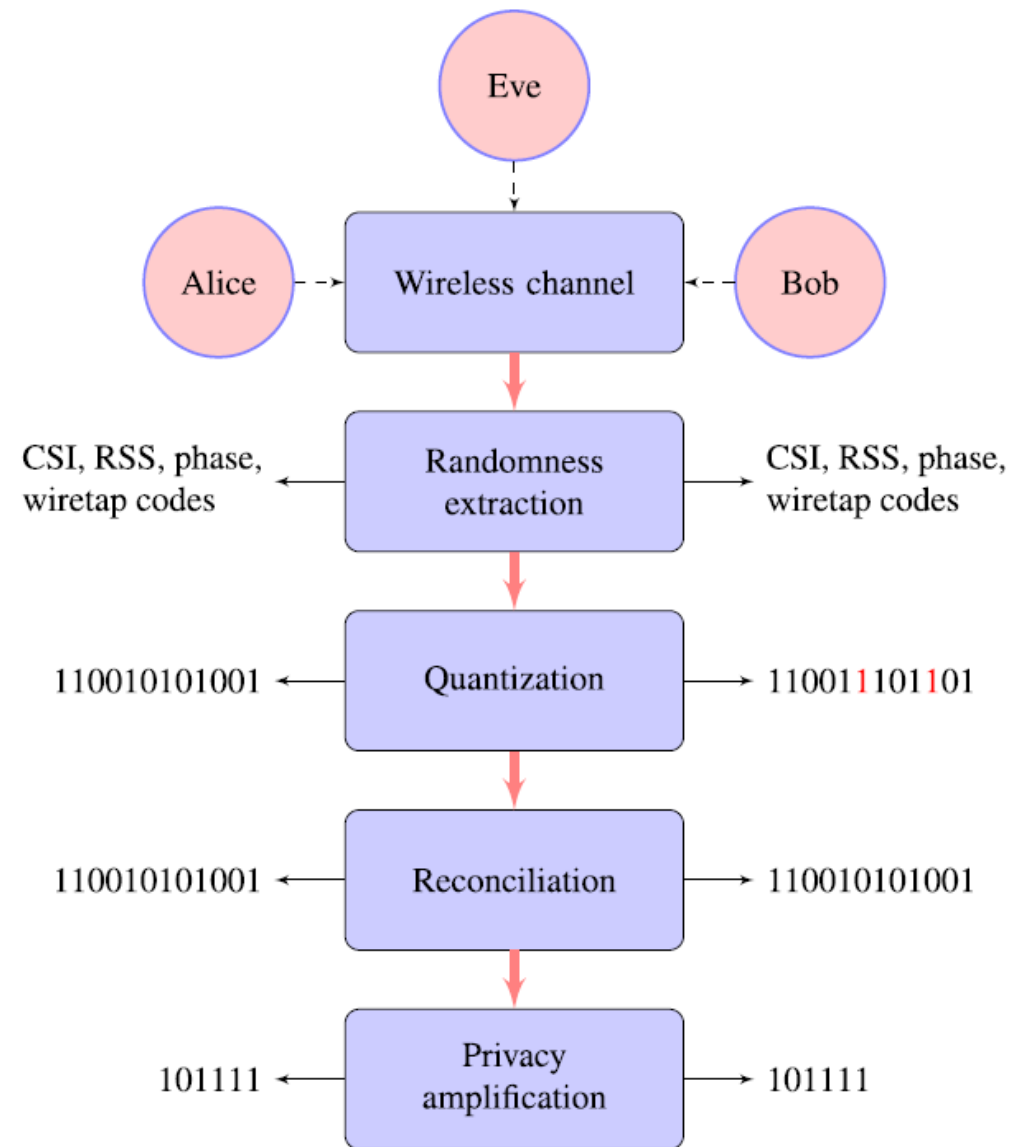 Eve
Alice
Wireless channel
Bob
CSI, RSS, phase,
wiretap codes
Randomness
extraction
CSI, RSS, phase,
wiretap codes
110010101001
Quantization
110011101101
110010101001
Reconciliation
110010101001
101111
Privacy
amplification
101111